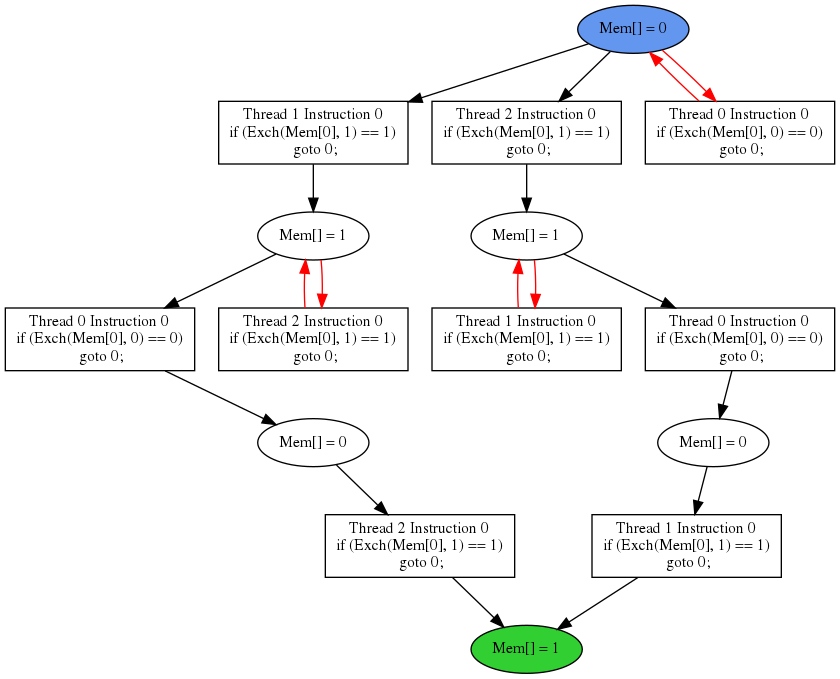 Mem[] = 0
Thread 1 Instruction 0
if (Exch(Mem[0], 1) == 1)
goto 0;
Thread 2 Instruction 0
if (Exch(Mem[0], 1) == 1)
goto 0;
Thread 0 Instruction 0
if (Exch(Mem[0], 0) == 0)
goto 0;
Mem[] = 1
Mem[] = 1
Thread 0 Instruction 0
if (Exch(Mem[0], 0) == 0)
goto 0;
Thread 2 Instruction 0
if (Exch(Mem[0], 1) == 1)
goto 0;
Thread 1 Instruction 0
if (Exch(Mem[0], 1) == 1)
goto 0;
Thread 0 Instruction 0
if (Exch(Mem[0], 0) == 0)
goto 0;
Mem[] = 0
Mem[] = 0
Thread 2 Instruction 0
if (Exch(Mem[0], 1) == 1)
goto 0;
Thread 1 Instruction 0
if (Exch(Mem[0], 1) == 1)
goto 0;
Mem[] = 1